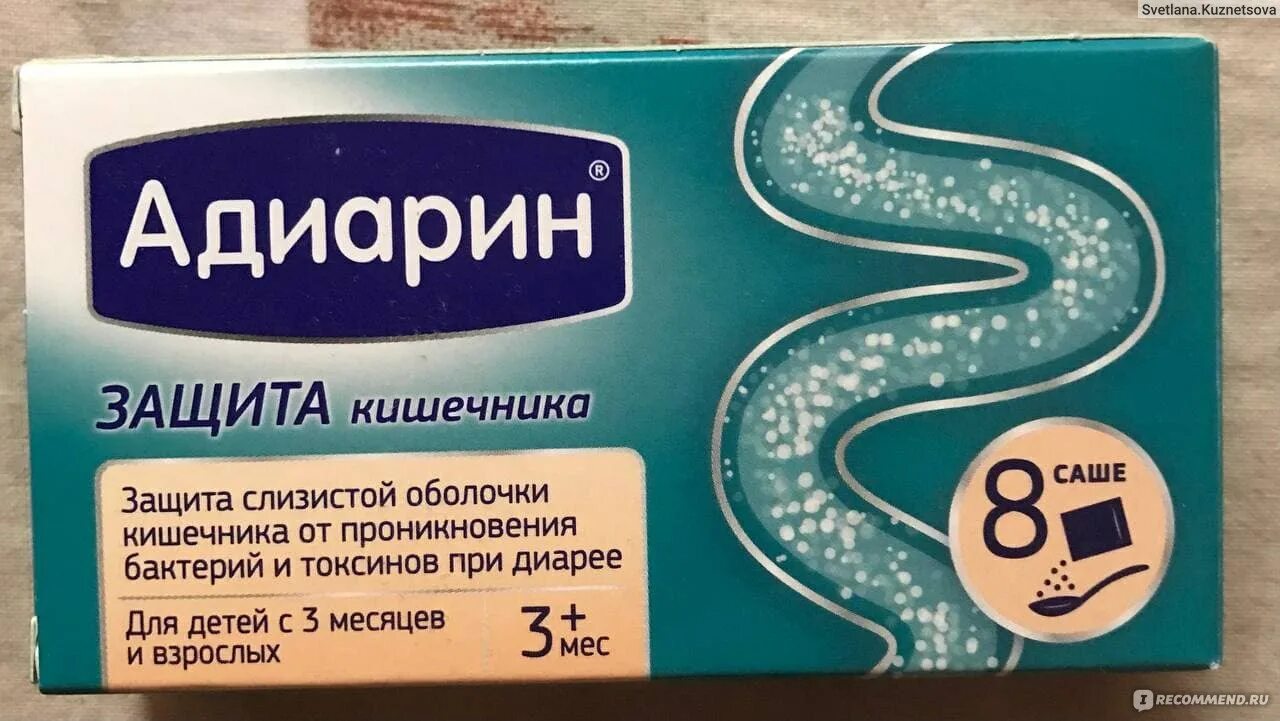 Svetlana.Kuznetsova
Адиарин®
ЗАЩИТА кишечника
Защита слизистой оболочки
кишечника от проникновения
бактерий и токсинов при диарее
Для детей с 3 месяцев
и взрослых
3+
мес
8 САШЕ
IRECOMMEND.RU